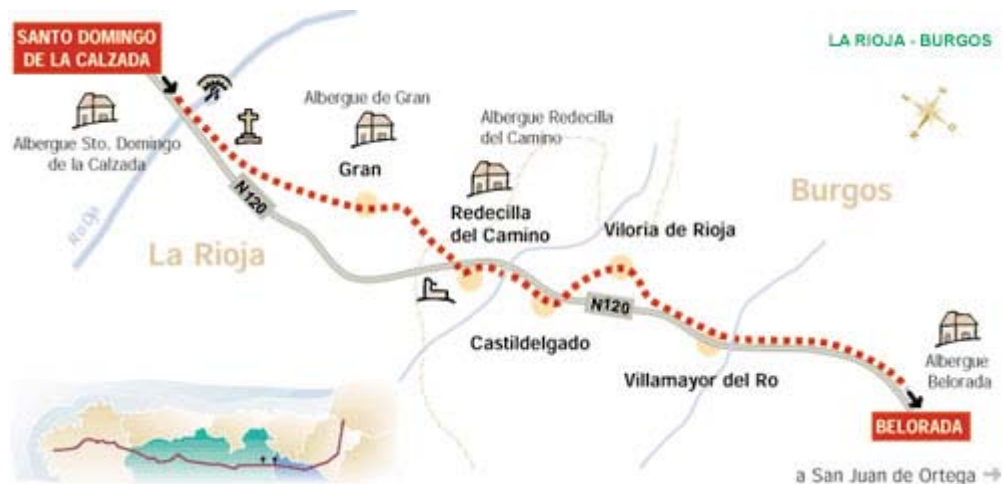 SANTO DOMINGO
DE LA CALZADA
LA RIOJA - BURGOS
Albergue de Gran
Albergue Redecilla
del Camino
Albergue Sto. Domingo
de la Calzada
Gran
Redecilla
del Camino
Viloria de Rioja
Burgos
N120
Ro Oja
La Rioja
N120
Castildelgado
Villamayor del Ro
Albergue
Belorada
BELORADA
a San Juan de Ortega